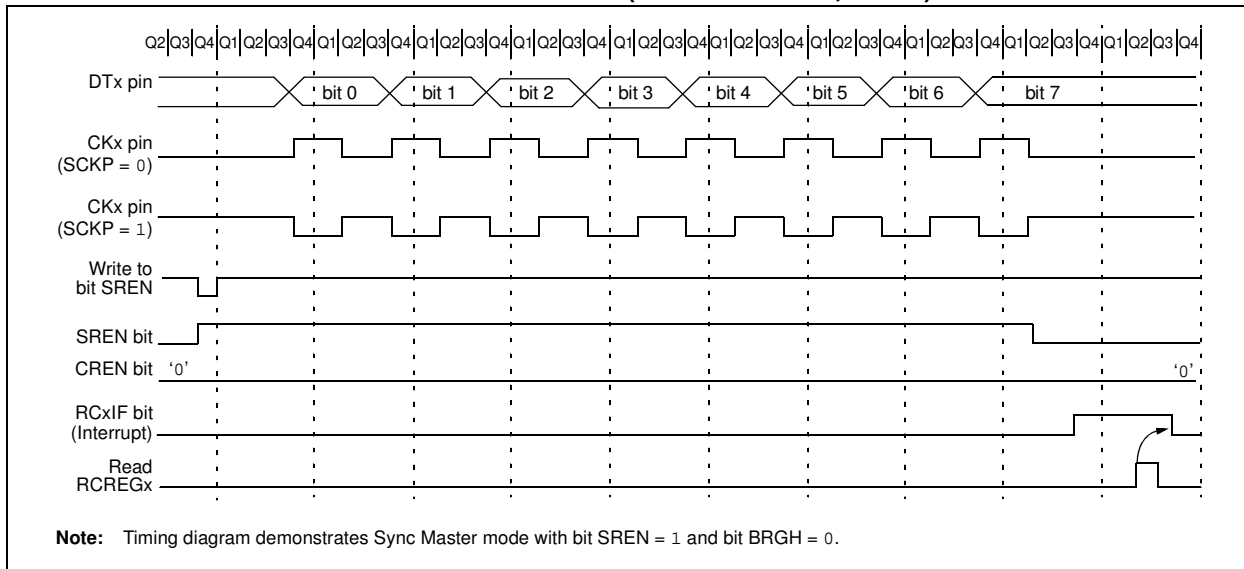 Q2|Q3|Q4|Q1|Q2|Q3|Q4|Q1|Q2|Q3|Q4|Q1|Q2|Q3|Q4|Q1|Q2|Q3|Q4|Q1|Q2|Q3|Q4|Q1|Q2|Q3|Q4|Q1|Q2|Q3|Q4|Q1|Q2|Q3|Q4|Q1|Q2|Q3|Q4|Q1|Q2|Q3|Q4
DTx pin
bit 0 bit 1 bit 2 bit 3 bit 4 bit 5 bit 6 bit 7
CKx pin
(SCKP = 0)
CKx pin
(SCKP = 1)
Write to
bit SREN
SREN bit
CREN bit '0' '0'
RCxIF bit
(Interrupt)
Read
RCREGx
Note: Timing diagram demonstrates Sync Master mode with bit SREN = 1 and bit BRGH = 0.